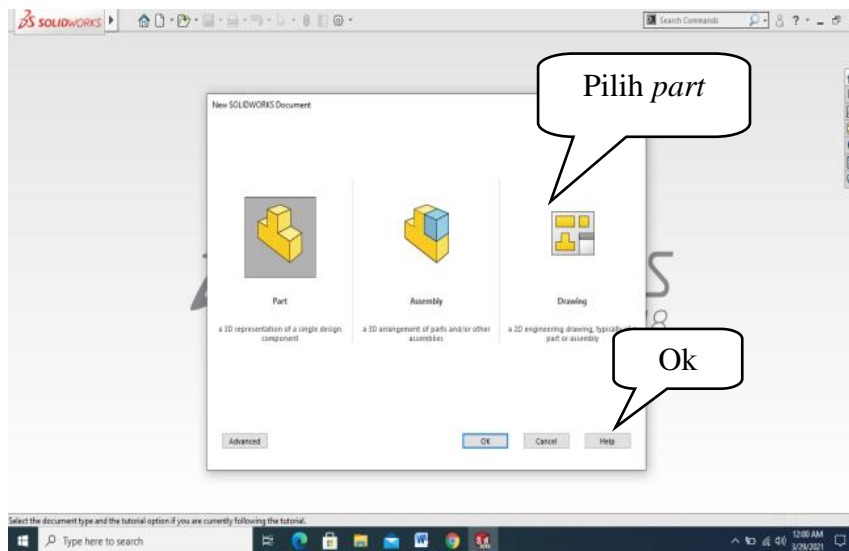 SOLIDWORKS
Search Commands
Pilih part
New SOLIDWORKS Document
Part
a 3D representation of a single design
component
Assembly
a 3D arrangement of parts and/or other
assemblies
Drawing
a 2D engineering drawing, typically of a
part or assembly
Ok
Advanced
OK
Cancel
Help
Select the document type and the tutorial option if you are currently following the tutorial.
Type here to search
12:00 AM
3/29/2021